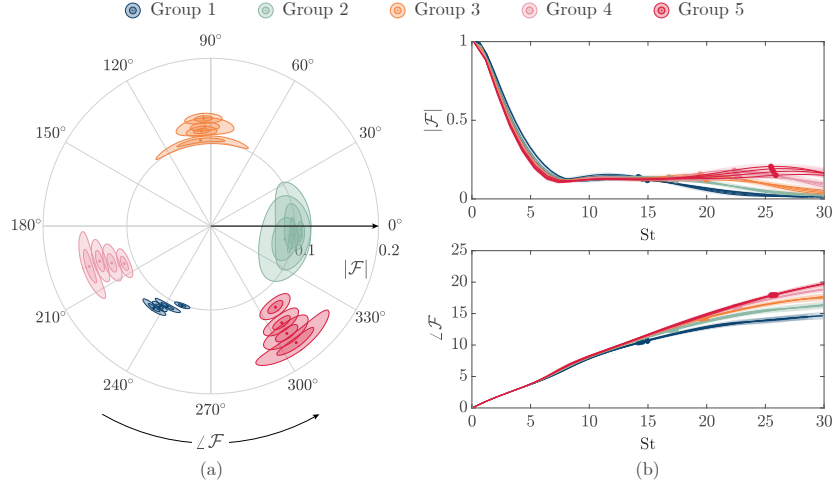 Group 1 Group 2 Group 3 Group 4 Group 5
90°
120° 60°
150° 30°
180° 0°
0.1 0.2
|ℱ|
210° 330°
240° 300°
270°
∠ℱ
(a)
1
0.5
0
|ℱ|
0 5 10 15 20 25 30
St
25
20
15
10
5
0
∠ℱ
0 5 10 15 20 25 30
St
(b)